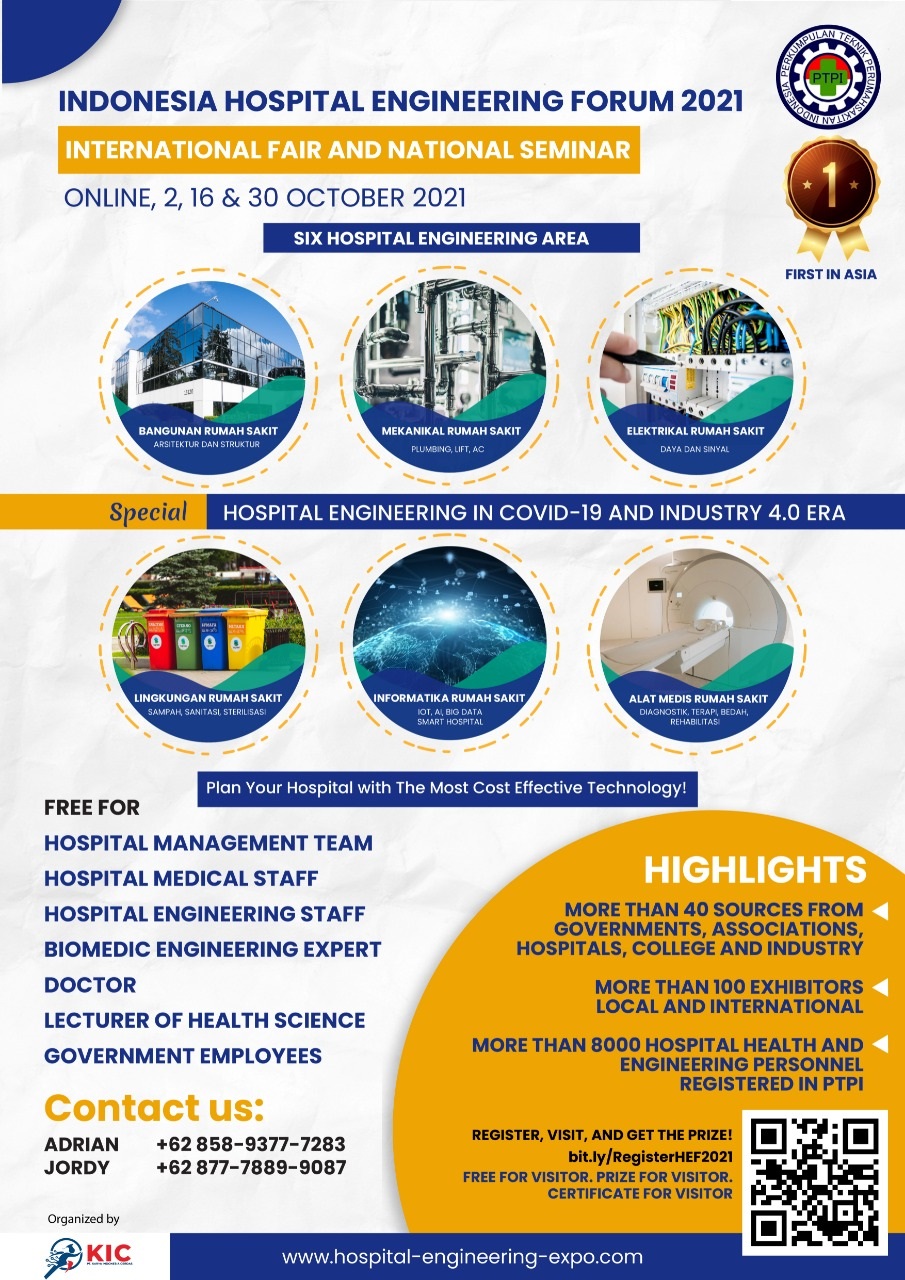 INDONESIA HOSPITAL ENGINEERING FORUM 2021
INTERNATIONAL FAIR AND NATIONAL SEMINAR
ONLINE, 2, 16 & 30 OCTOBER 2021
PERKUMPULAN TEKNIK PERUMAHSAKITAN INDONESIA
PTPI
1
FIRST IN ASIA
SIX HOSPITAL ENGINEERING AREA
BANGUNAN RUMAH SAKIT
ARSITEKTUR DAN STRUKTUR
MEKANIKAL RUMAH SAKIT
PLUMBING, LIFT, AC
ELEKTRIKAL RUMAH SAKIT
DAYA DAN SINYAL
Special
HOSPITAL ENGINEERING IN COVID-19 AND INDUSTRY 4.0 ERA
LINGKUNGAN RUMAH SAKIT
SAMPAH, SANITASI, STERILISASI
INFORMATIKA RUMAH SAKIT
IOT, AI, BIG DATA
SMART HOSPITAL
ALAT MEDIS RUMAH SAKIT
DIAGNOSTIK, TERAPI, BEDAH,
REHABILITASI
Plan Your Hospital with The Most Cost Effective Technology!
FREE FOR
HOSPITAL MANAGEMENT TEAM
HOSPITAL MEDICAL STAFF
HOSPITAL ENGINEERING STAFF
BIOMEDIC ENGINEERING EXPERT
DOCTOR
LECTURER OF HEALTH SCIENCE
GOVERNMENT EMPLOYEES
HIGHLIGHTS
MORE THAN 40 SOURCES FROM
GOVERNMENTS, ASSOCIATIONS,
HOSPITALS, COLLEGE AND INDUSTRY
MORE THAN 100 EXHIBITORS
LOCAL AND INTERNATIONAL
MORE THAN 8000 HOSPITAL HEALTH AND
ENGINEERING PERSONNEL
REGISTERED IN PTPI
Contact us:
ADRIAN +62 858-9377-7283
JORDY +62 877-7889-9087
REGISTER, VISIT, AND GET THE PRIZE!
bit.ly/RegisterHEF2021
FREE FOR VISITOR. PRIZE FOR VISITOR.
CERTIFICATE FOR VISITOR
Organized by
KIC
www.hospital-engineering-expo.com